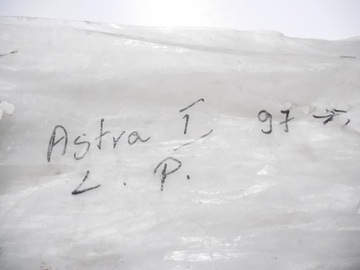 Astra I 97 →
L. P.